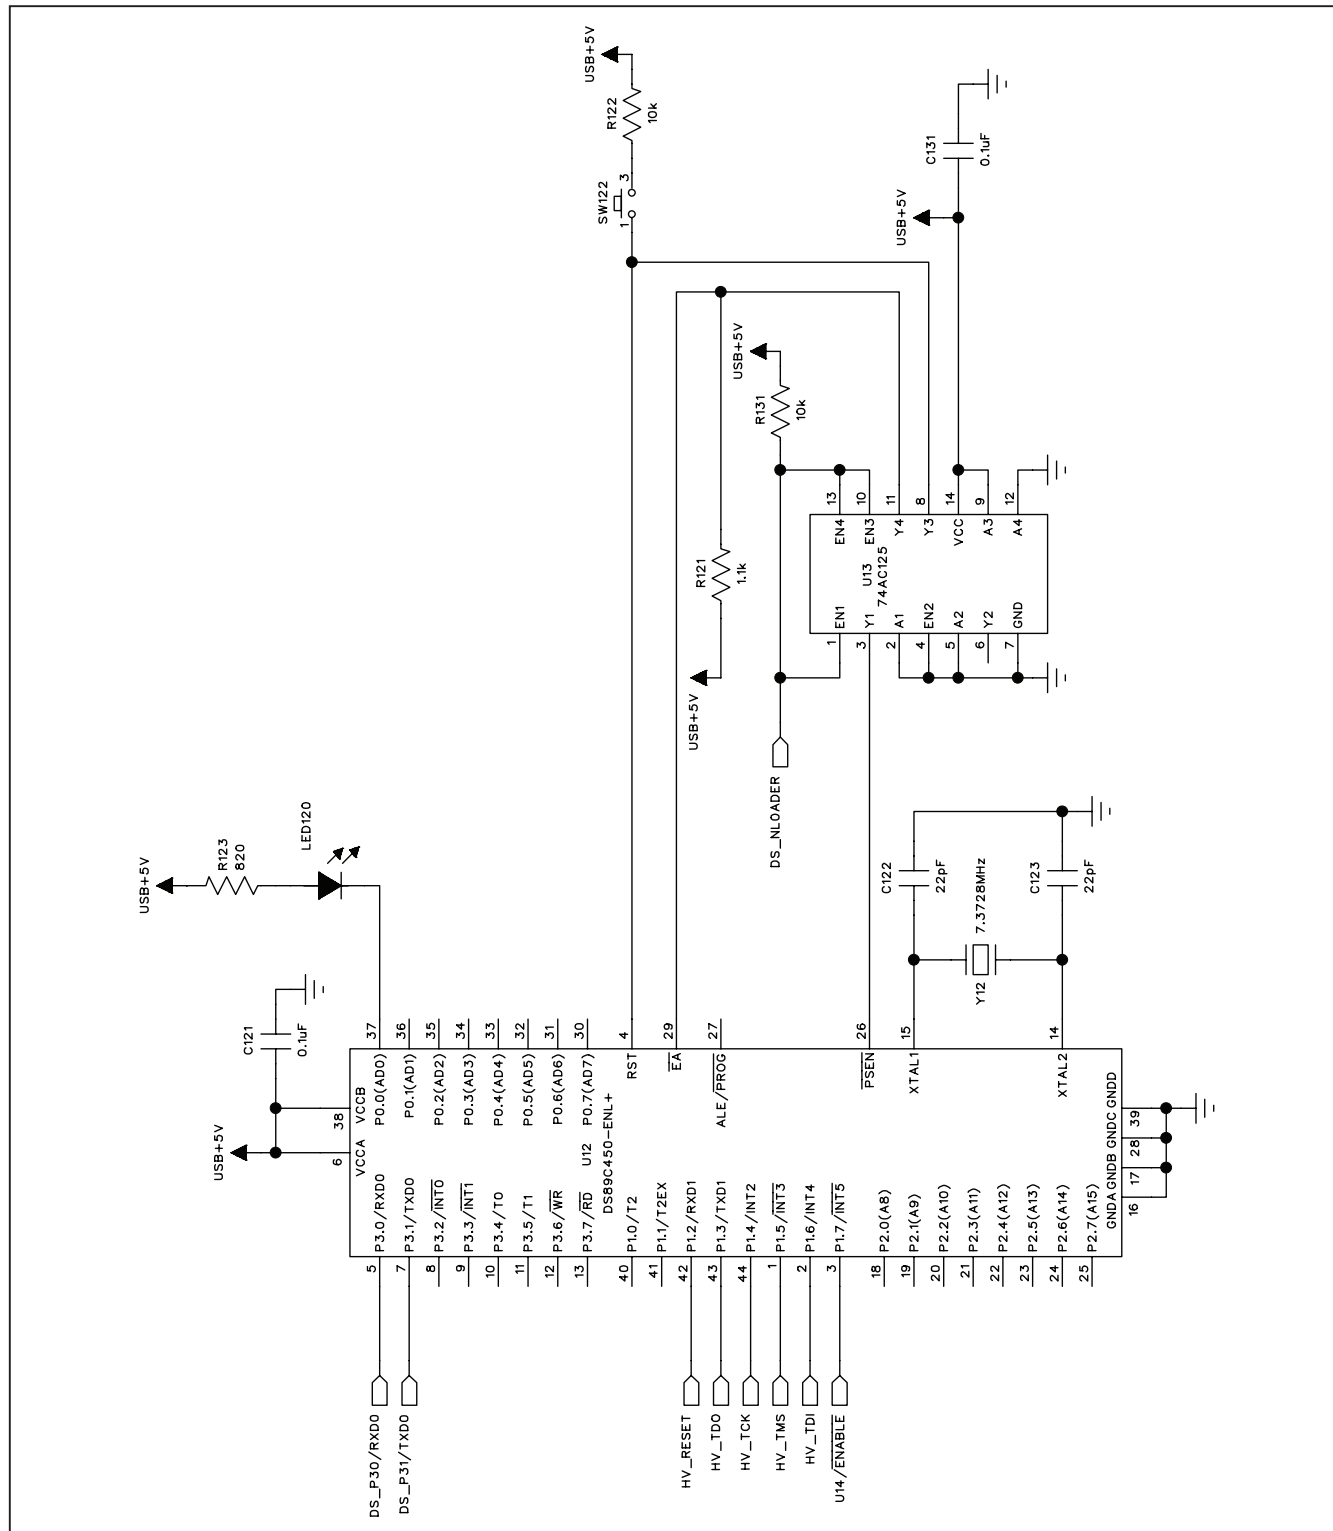 USB+5V
R122
10k
SW122
3
1
C131
0.1uF
USB+5V
USB+5V
R131
10k
R121
1.1k
USB+5V
DS_NLOADER
EN4
EN3
Y4
Y3
VCC
A3
A4
13
10
11
8
14
9
12
U13
74AC125
EN1
Y1
A1
EN2
A2
Y2
GND
1
3
2
4
5
6
7
USB+5V
R123
820
LED120
C121
0.1uF
USB+5V
C122
22pF
Y12
7.3728MHz
C123
22pF
37
36
35
34
33
32
31
30
4
29
27
26
15
14
P0.0(AD0)
P0.1(AD1)
P0.2(AD2)
P0.3(AD3)
P0.4(AD4)
P0.5(AD5)
P0.6(AD6)
P0.7(AD7)
RST
EA
ALE/PROG
PSEN
XTAL1
XTAL2
38
VCCB
6
VCCA
U12
DS89C450-ENL+
GNDD
39
GNDC
28
GNDB
17
GNDA
16
P3.0/RXD0
P3.1/TXD0
P3.2/INT0
P3.3/INT1
P3.4/T0
P3.5/T1
P3.6/WR
P3.7/RD
P1.0/T2
P1.1/T2EX
P1.2/RXD1
P1.3/TXD1
P1.4/INT2
P1.5/INT3
P1.6/INT4
P1.7/INT5
P2.0(A8)
P2.1(A9)
P2.2(A10)
P2.3(A11)
P2.4(A12)
P2.5(A13)
P2.6(A14)
P2.7(A15)
5
7
8
9
10
11
12
13
40
41
42
43
44
1
2
3
18
19
20
21
22
23
24
25
DS_P30/RXD0
DS_P31/TXD0
HV_RESET
HV_TDO
HV_TCK
HV_TMS
HV_TDI
U14/ENABLE